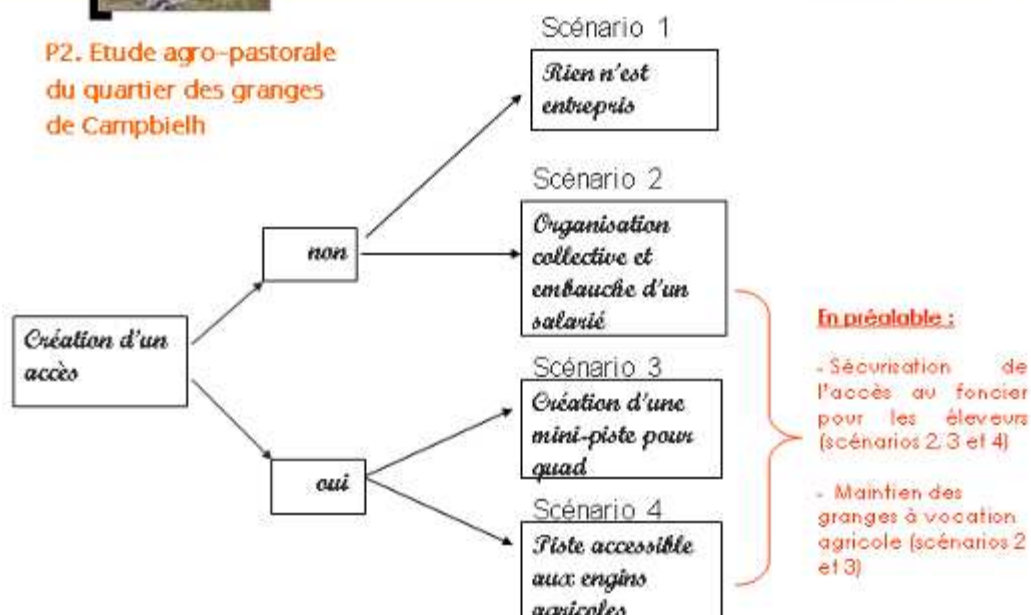 P2. Etude agro-pastorale
du quartier des granges
de Campbielh
Scénario 1
Rien n'est
entrepris
Scénario 2
Organisation
collective et
embauche d'un
salarié
non
Création d'un
accès
oui
Scénario 3
Création d'une
mini-piste pour
quad
Scénario 4
Piste accessible
aux engins
agricoles
En préalable :
- Sécurisation de
l'accès au foncier
pour les éleveurs
(scénarios 2, 3 et 4)
- Maintien des
granges à vocation
agricole (scénarios 2
et 3)